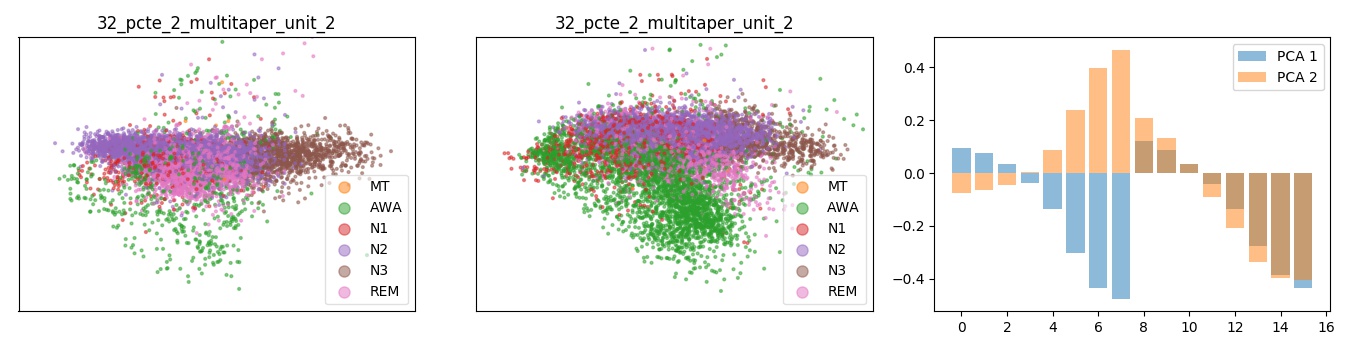 32_pcte_2_multitaper_unit_2
MT
AWA
N1
N2
N3
REM
32_pcte_2_multitaper_unit_2
MT
AWA
N1
N2
N3
REM
PCA 1
PCA 2
0.4
0.2
0.0
−0.2
−0.4
0 2 4 6 8 10 12 14 16